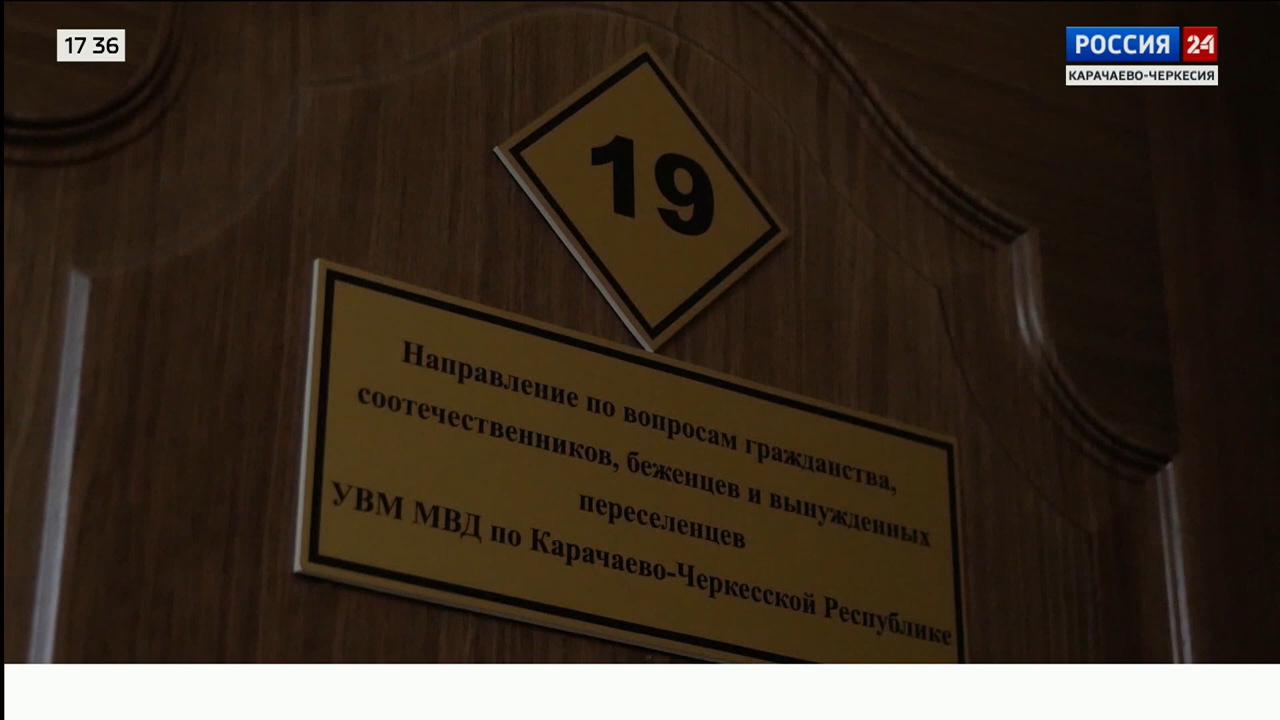 17 36
РОССИЯ 24
КАРАЧАЕВО-ЧЕРКЕСИЯ
19
Направление по вопросам гражданства,
соотечественников, беженцев и вынужденных
переселенцев
УВМ МВД по Карачаево-Черкесской Республике